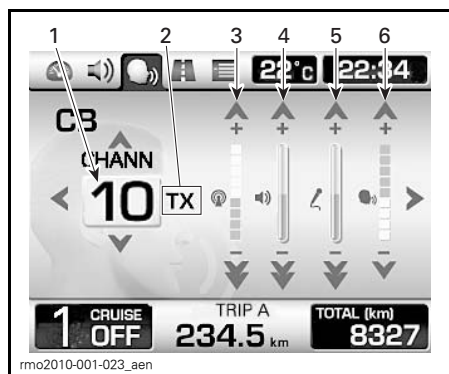 1 2 3 4 5 6
22°c 22:34
CB
CHANN
10 TX
+ + + +
- - - -
1 CRUISE OFF
TRIP A
234.5 km
TOTAL (km)
8327
rmo2010-001-023_aen